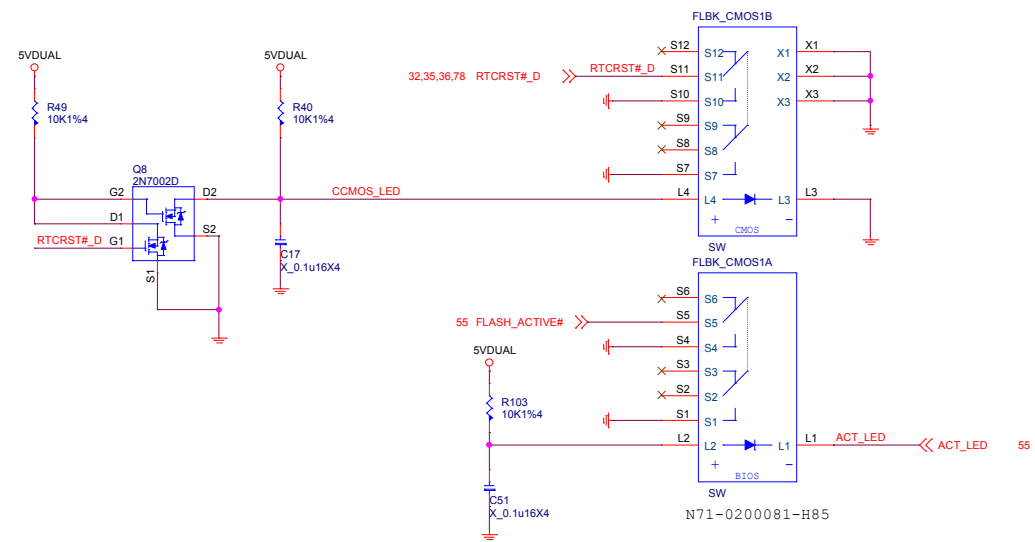 FLBK_CMOS1B
5VDUAL
5VDUAL
R49
10K1%4
R40
10K1%4
32,35,36,78 RTCRST#_D
RTCRST#_D
S12 S12
S11 S11
S10 S10
S9 S9
S8 S8
S7 S7
L4 L4
X1 X1
X2 X2
X3 X3
L3 L3
+ −
CMOS
SW
Q8
2N7002D
G2
D2
D1
S2
RTCRST#_D G1
S1
CCMOS_LED
C17
X_0.1u16X4
FLBK_CMOS1A
55 FLASH_ACTIVE#
S6 S6
S5 S5
S4 S4
S3 S3
S2 S2
S1 S1
L2 L2
L1 L1
ACT_LED
ACT_LED 55
+ −
BIOS
SW
N71-0200081-H85
5VDUAL
R103
10K1%4
C51
X_0.1u16X4